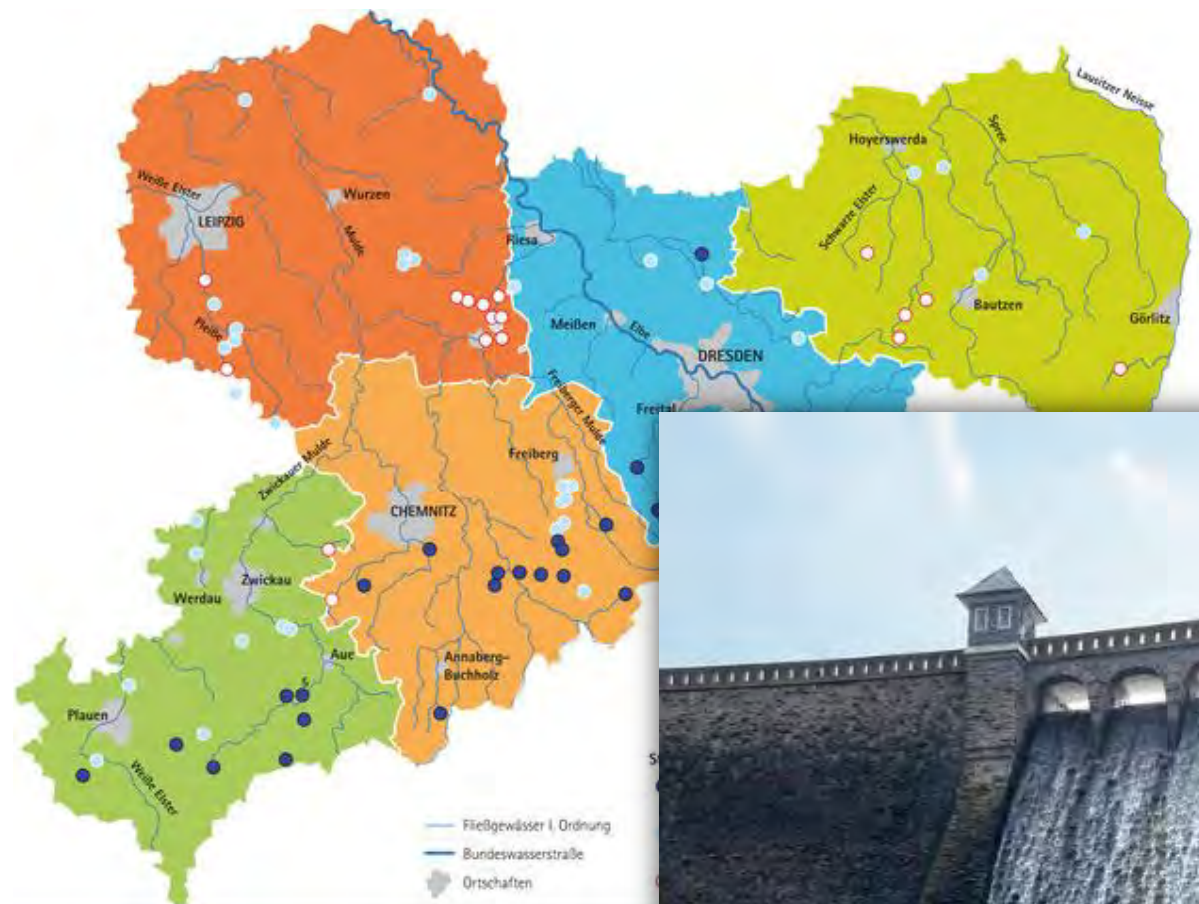 Lausitzer Neisse
Hoyerswerda
Spree
Weiße Elster
LEIPZIG
Wurzen
Mulde
Schwarze Elster
Riesa
Pleiße
Meißen
Elbe
Bautzen
Görlitz
DRESDEN
Freiberger Mulde
Freital
Zwickauer Mulde
Freiberg
CHEMNITZ
Zwickau
Werdau
Aue
Annaberg-
Buchholz
Plauen
Weiße Elster
Fließgewässer I. Ordnung
Bundeswasserstraße
Ortschaften